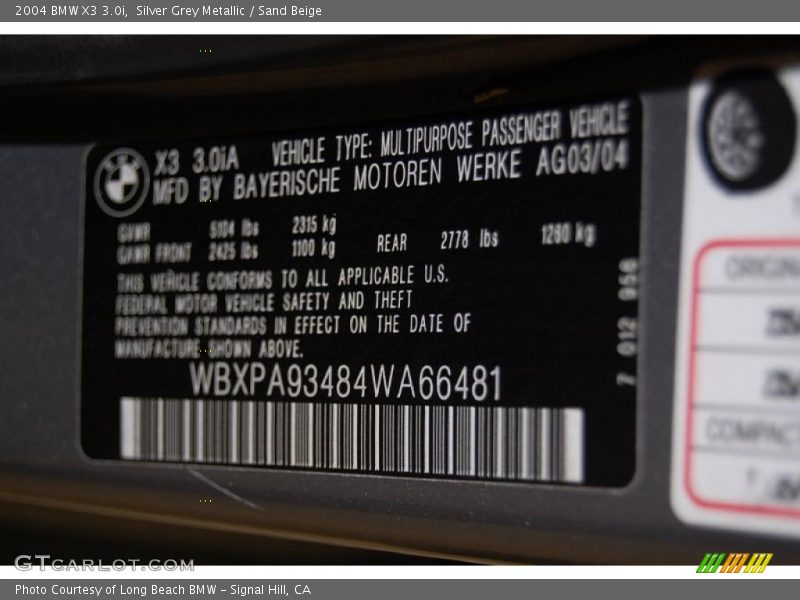 2004 BMW X3 3.0i,  Silver Grey Metallic / Sand Beige
X3 3.0iA VEHICLE TYPE: MULTIPURPOSE PASSENGER VEHICLE
MFD BY BAYERISCHE MOTOREN WERKE AG03/04
GVWR 5104 lbs 2315 kg
GAWR FRONT 2425 lbs 1100 kg REAR 2778 lbs 1260 kg
THIS VEHICLE CONFORMS TO ALL APPLICABLE U.S.
FEDERAL MOTOR VEHICLE SAFETY AND THEFT
PREVENTION STANDARDS IN EFFECT ON THE DATE OF
MANUFACTURE SHOWN ABOVE.
WBXPA93484WA66481
7 012 058
GTCARLOT.COM
Photo Courtesy of Long Beach BMW - Signal Hill, CA